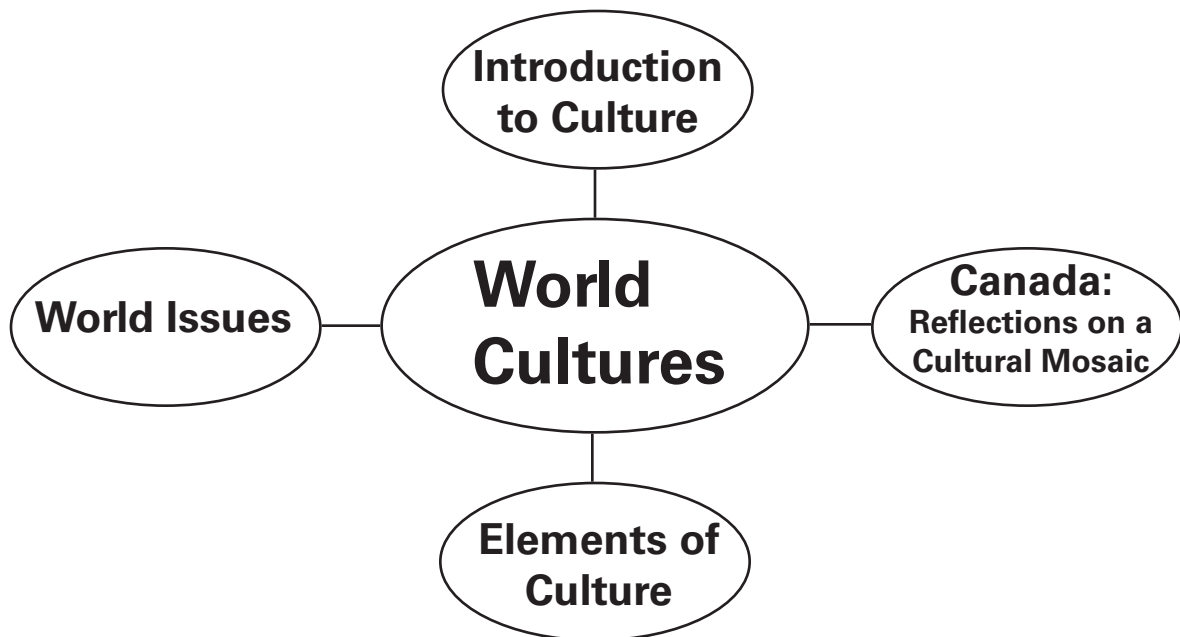 Introduction
to Culture
World Issues
World
Cultures
Canada:
Reflections on a
Cultural Mosaic
Elements of
Culture